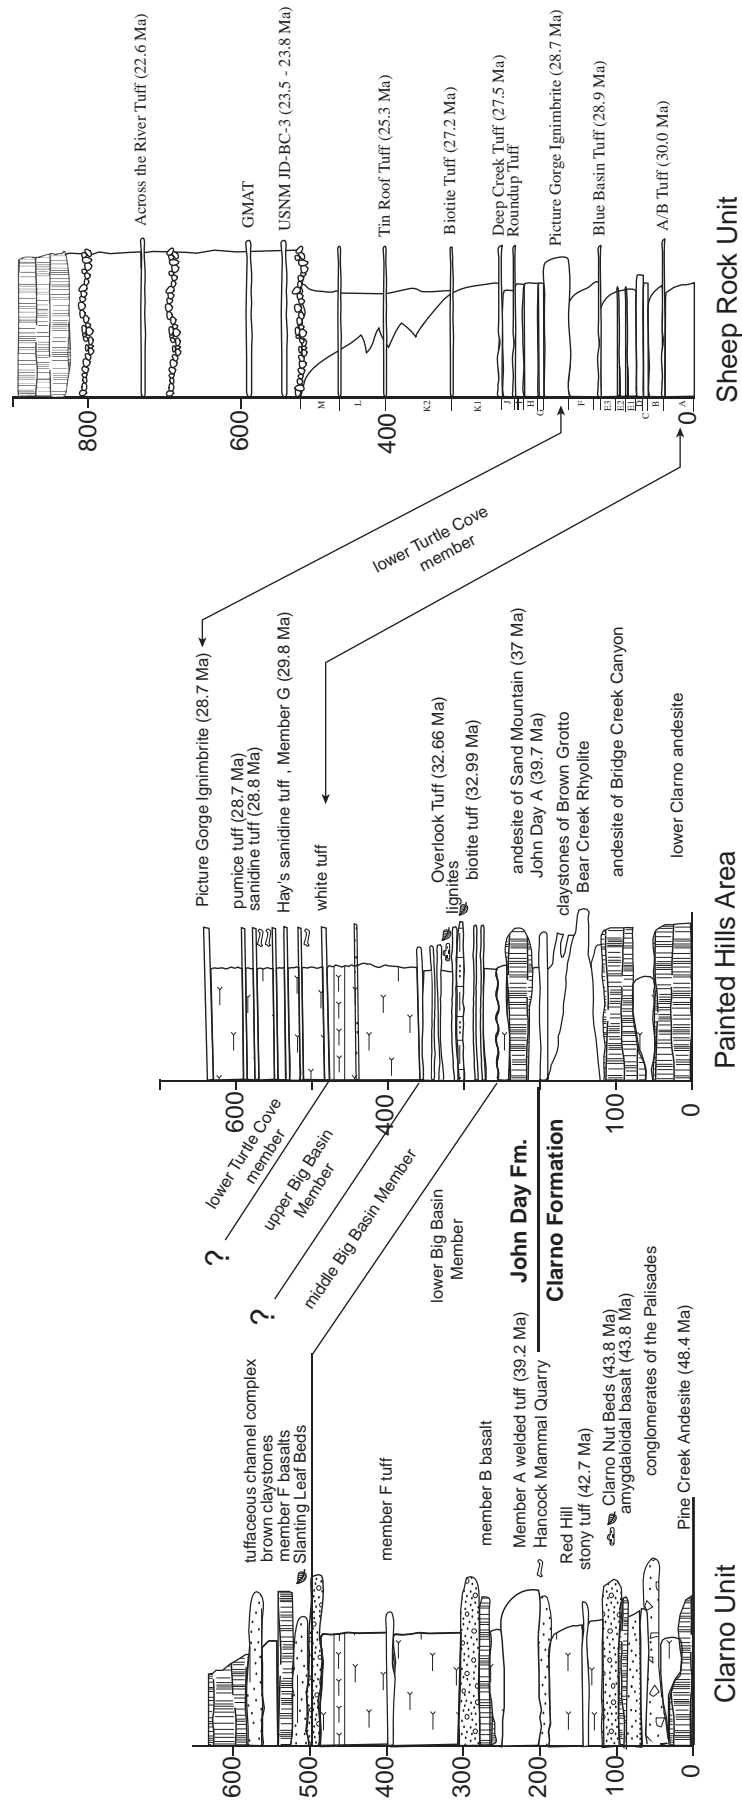 Clarno Unit
600
500
400
300
200
100
0
tuffaceous channel complex
brown claystones
member F basalts
Slanting Leaf Beds
member F tuff
member B basalt
Member A welded tuff (39.2 Ma)
Hancock Mammal Quarry
Red Hill
stony tuff (42.7 Ma)
Clarno Nut Beds (43.8 Ma)
amygdaloidal basalt (43.8 Ma)
conglomerates of the Palisades
Pine Creek Andesite (48.4 Ma)
?
?
lower Turtle Cove
member
upper Big Basin
Member
middle Big Basin Member
lower Big Basin
Member
John Day Fm.
Clarno Formation
Painted Hills Area
600
400
200
100
0
Picture Gorge Ignimbrite (28.7 Ma)
pumice tuff (28.7 Ma)
sanidine tuff (28.8 Ma)
Hay's sanidine tuff , Member G (29.8 Ma)
white tuff
Overlook Tuff (32.66 Ma)
lignites
biotite tuff (32.99 Ma)
andesite of Sand Mountain (37 Ma)
John Day A (39.7 Ma)
claystones of Brown Grotto
Bear Creek Rhyolite
andesite of Bridge Creek Canyon
lower Clarno andesite
lower Turtle Cove
member
Sheep Rock Unit
800
600
400
0
M
L
K2
K1
J
H
G
F
E3
E2
E1
D
C
B
A
Across the River Tuff (22.6 Ma)
GMAT
USNM JD-BC-3 (23.5 - 23.8 Ma)
Tin Roof Tuff (25.3 Ma)
Biotite Tuff (27.2 Ma)
Deep Creek Tuff (27.5 Ma)
Roundup Tuff
Picture Gorge Ignimbrite (28.7 Ma)
Blue Basin Tuff (28.9 Ma)
A/B Tuff (30.0 Ma)